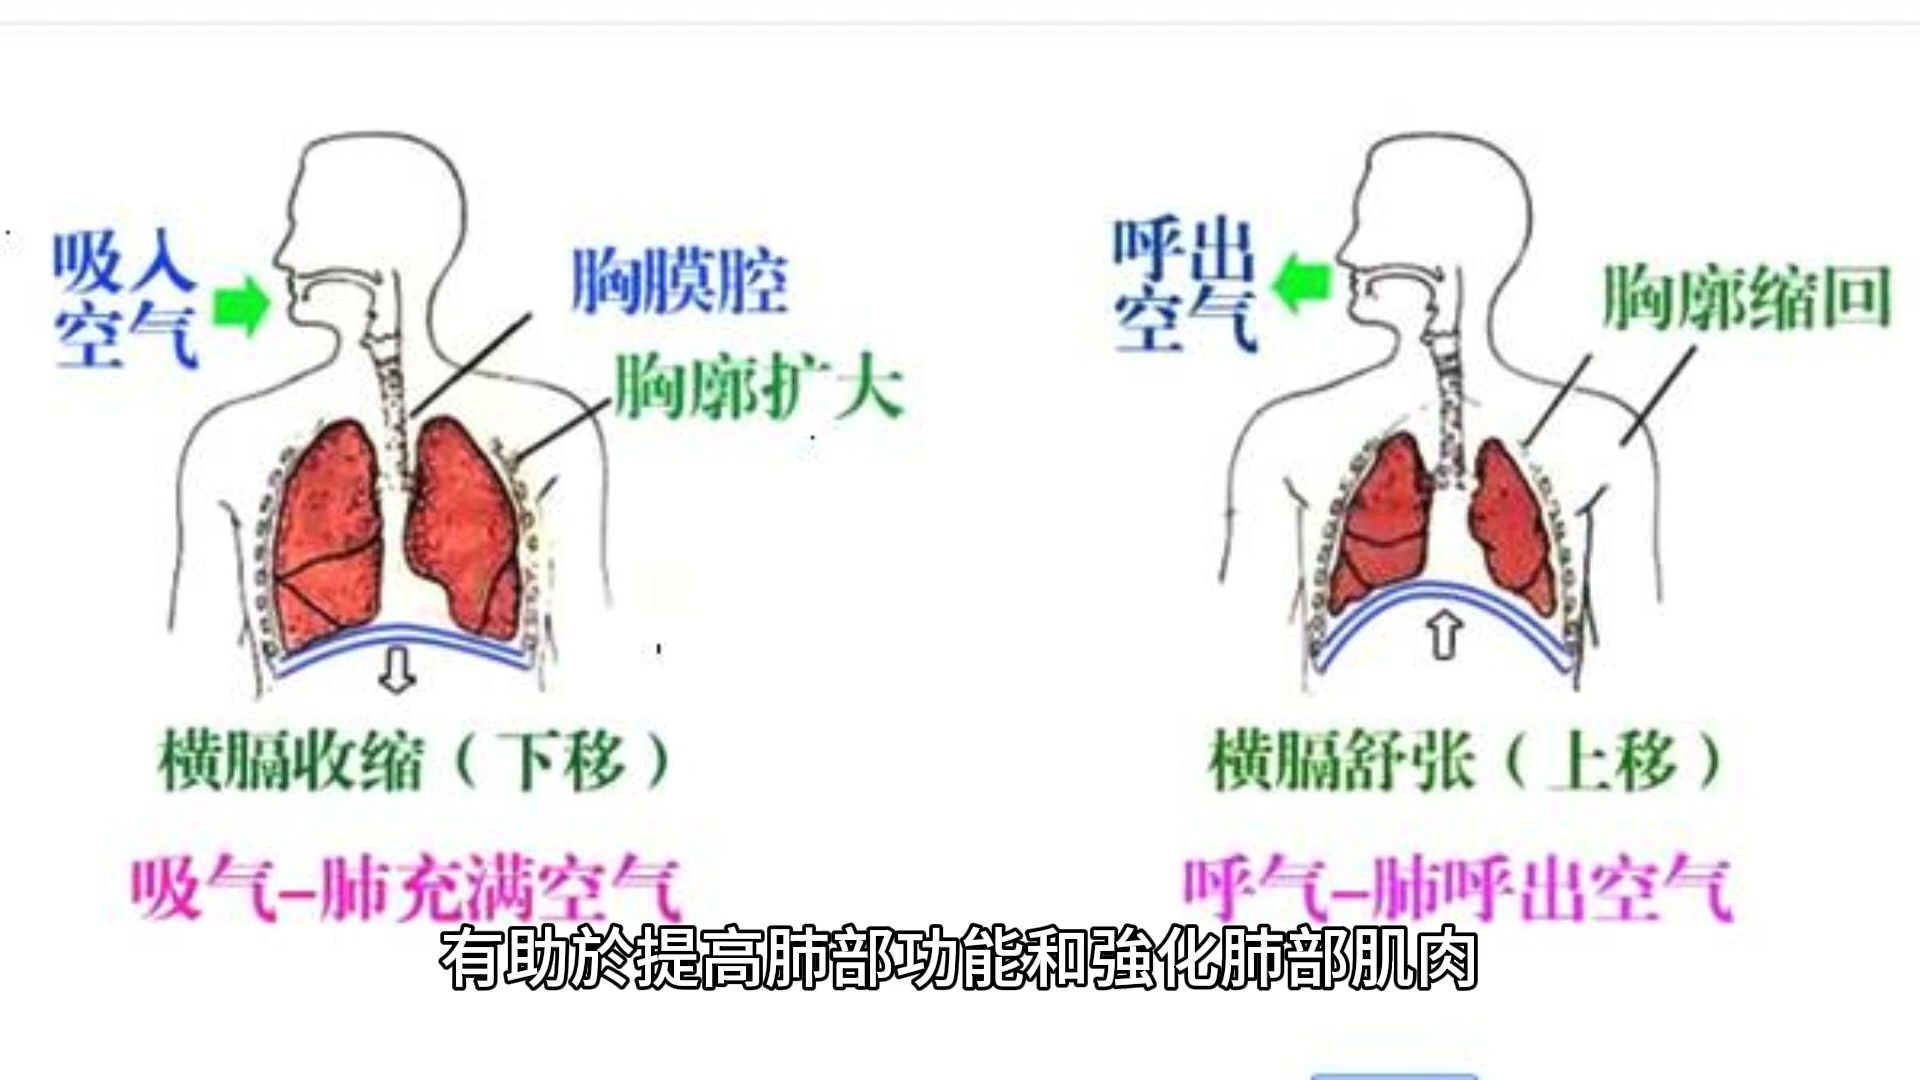 吸入
空气
胸膜腔
胸廓扩大
横膈收缩（下移）
吸气-肺充满空气
呼出
空气
胸廓缩回
横膈舒张（上移）
呼气-肺呼出空气
有助於提高肺部功能和強化肺部肌肉